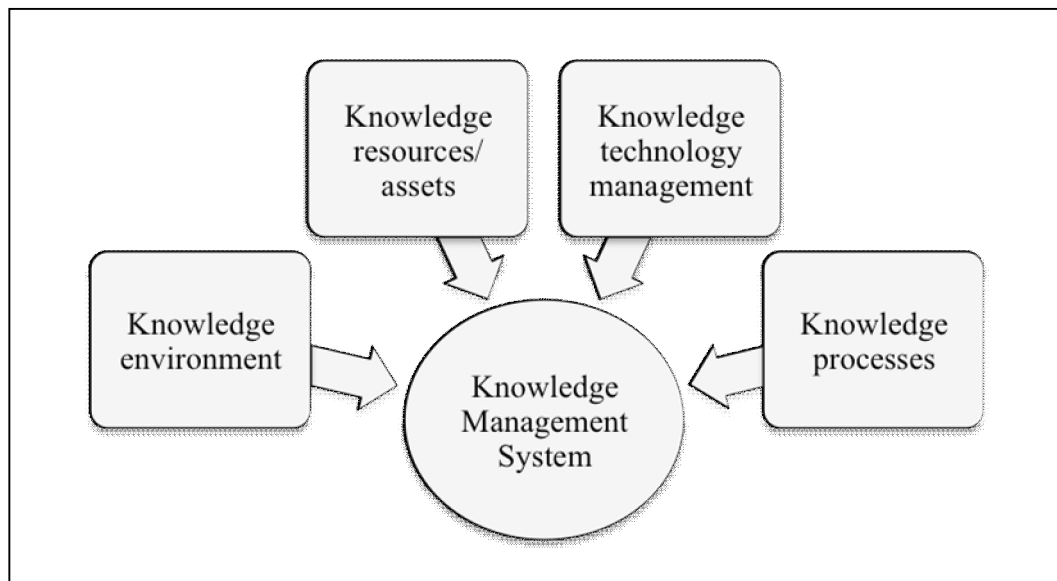 Knowledge
resources/
assets
Knowledge
technology
management
Knowledge
environment
Knowledge
processes
Knowledge
Management
System